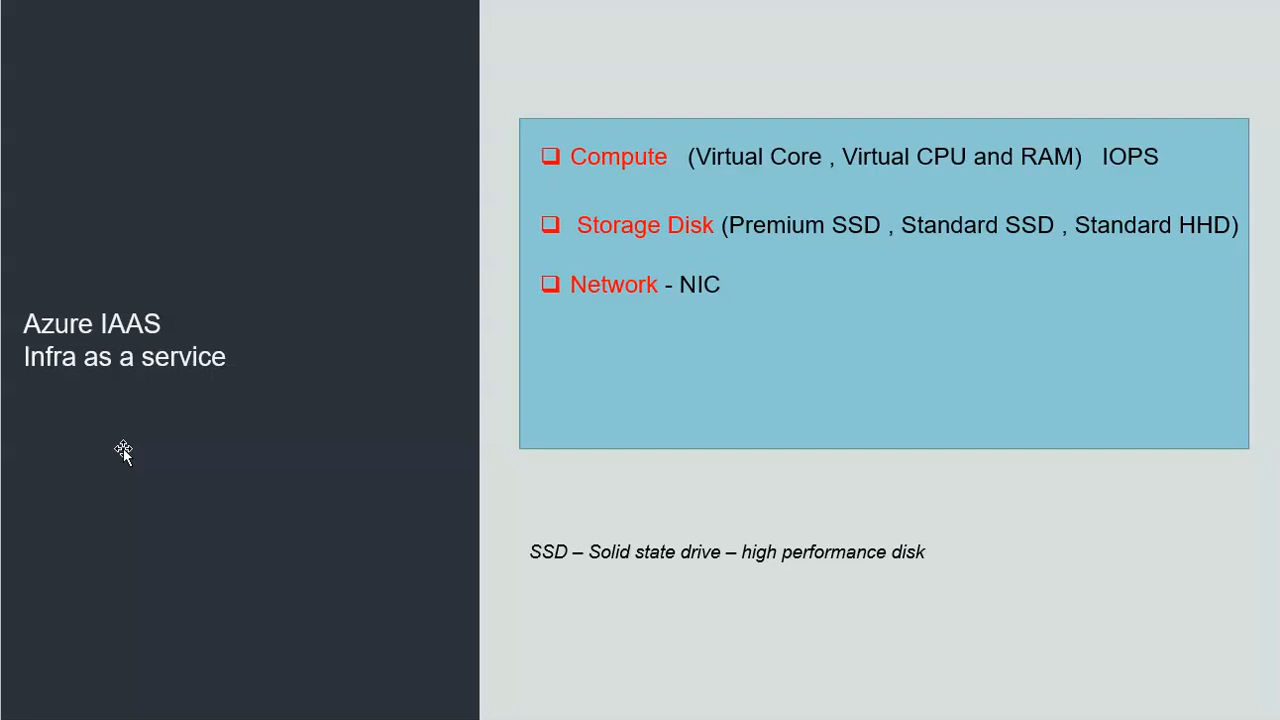 Azure IAAS
Infra as a service
❑ Compute (Virtual Core , Virtual CPU and RAM) IOPS
❑ Storage Disk (Premium SSD , Standard SSD , Standard HHD)
❑ Network - NIC
SSD – Solid state drive – high performance disk